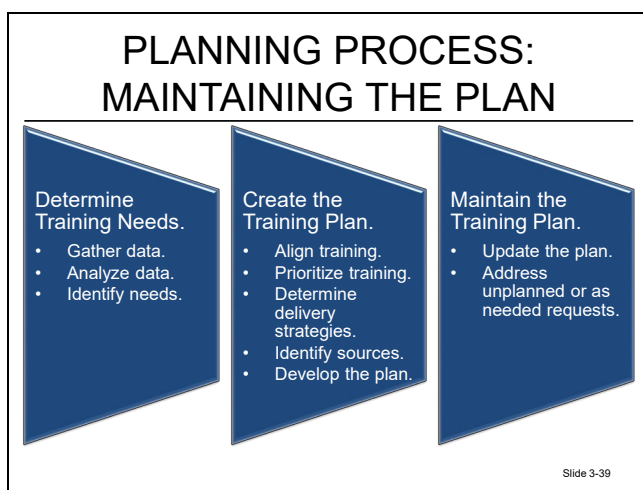 PLANNING PROCESS:
MAINTAINING THE PLAN
Determine
Training Needs.
• Gather data.
• Analyze data.
• Identify needs.
Create the
Training Plan.
• Align training.
• Prioritize training.
• Determine
delivery
strategies.
• Identify sources.
• Develop the plan.
Maintain the
Training Plan.
• Update the plan.
• Address
unplanned or as
needed requests.
Slide 3-39